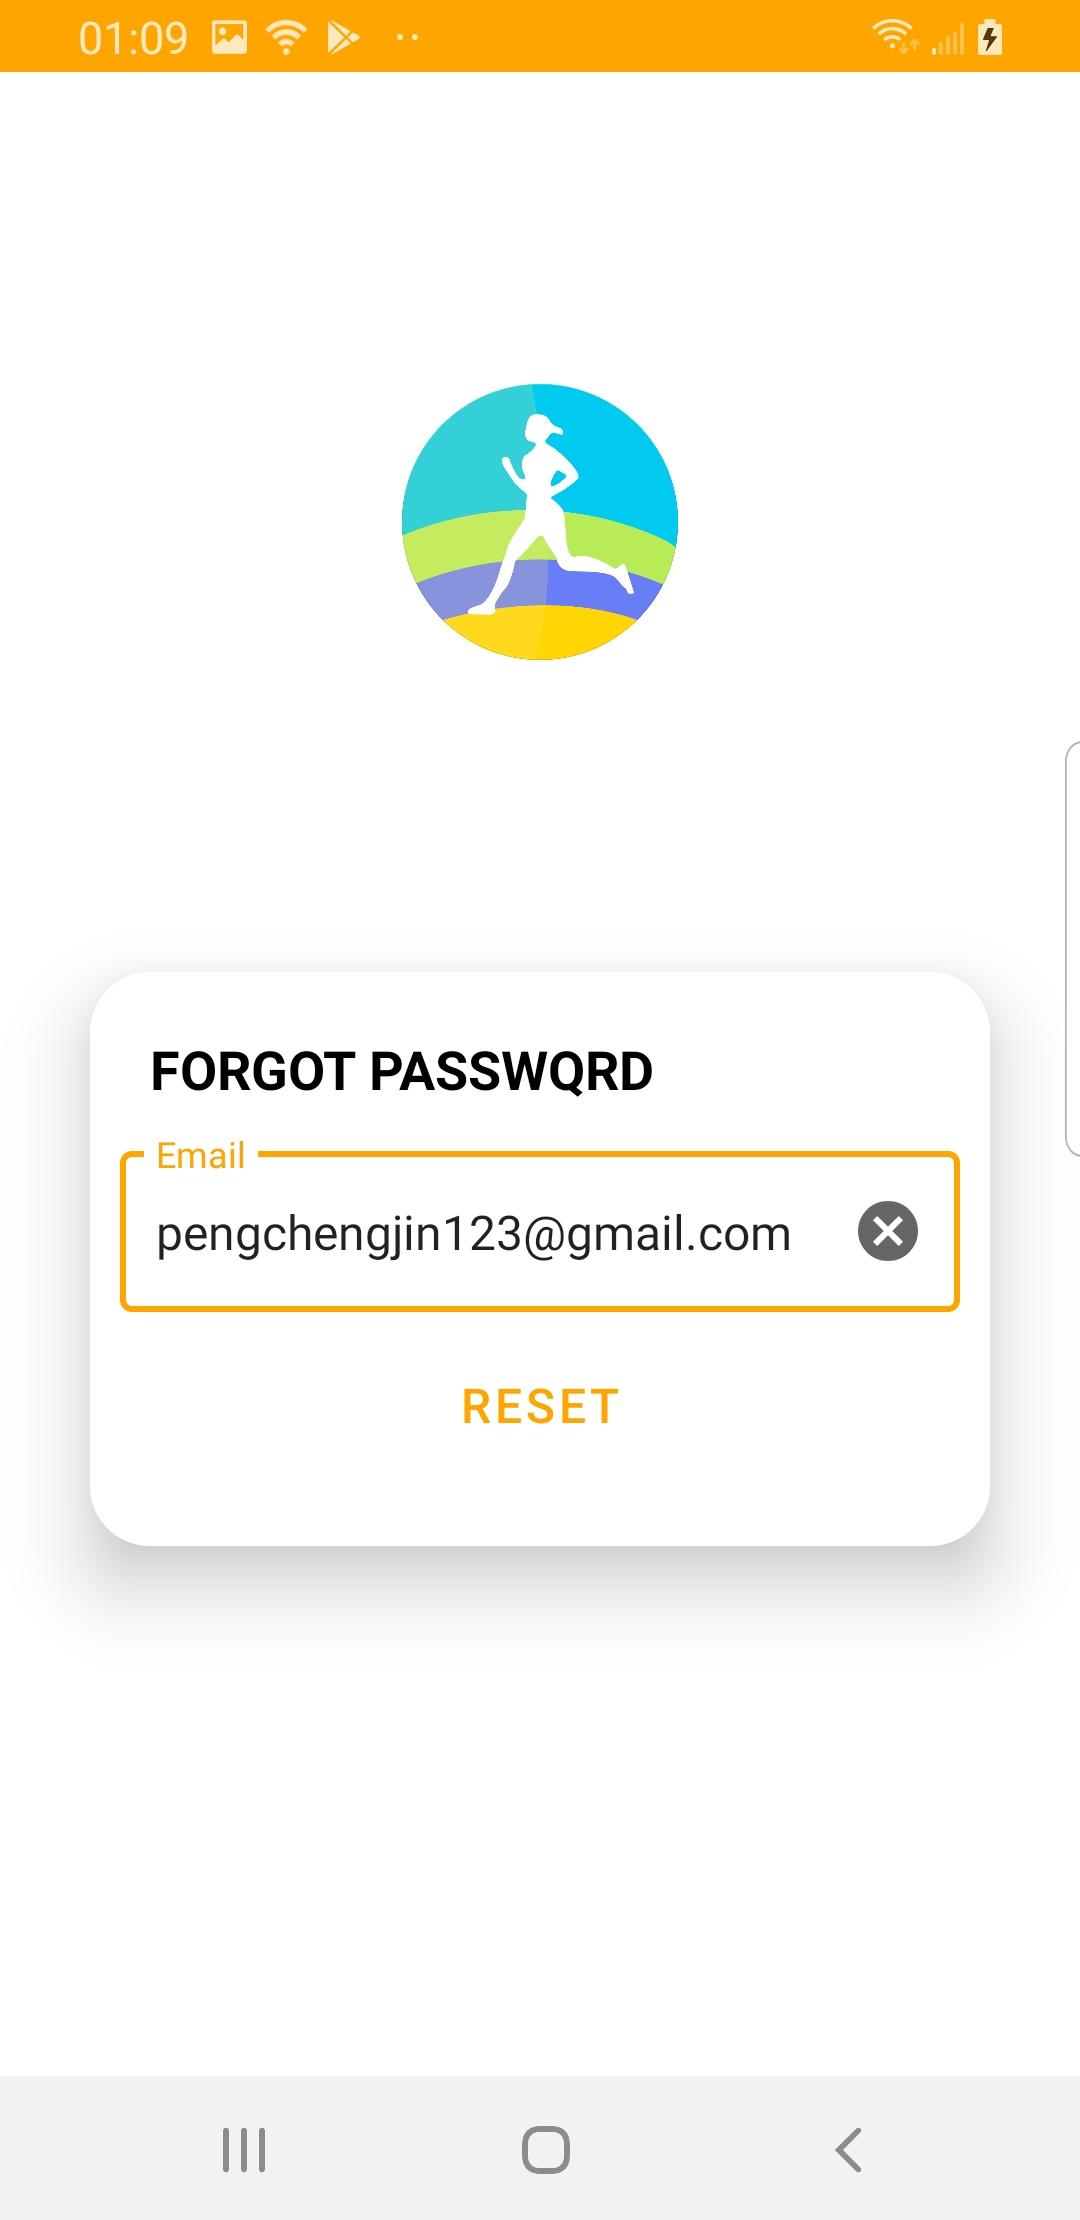 01:09
FORGOT PASSWQRD
Email
pengchengjin123@gmail.com
RESET